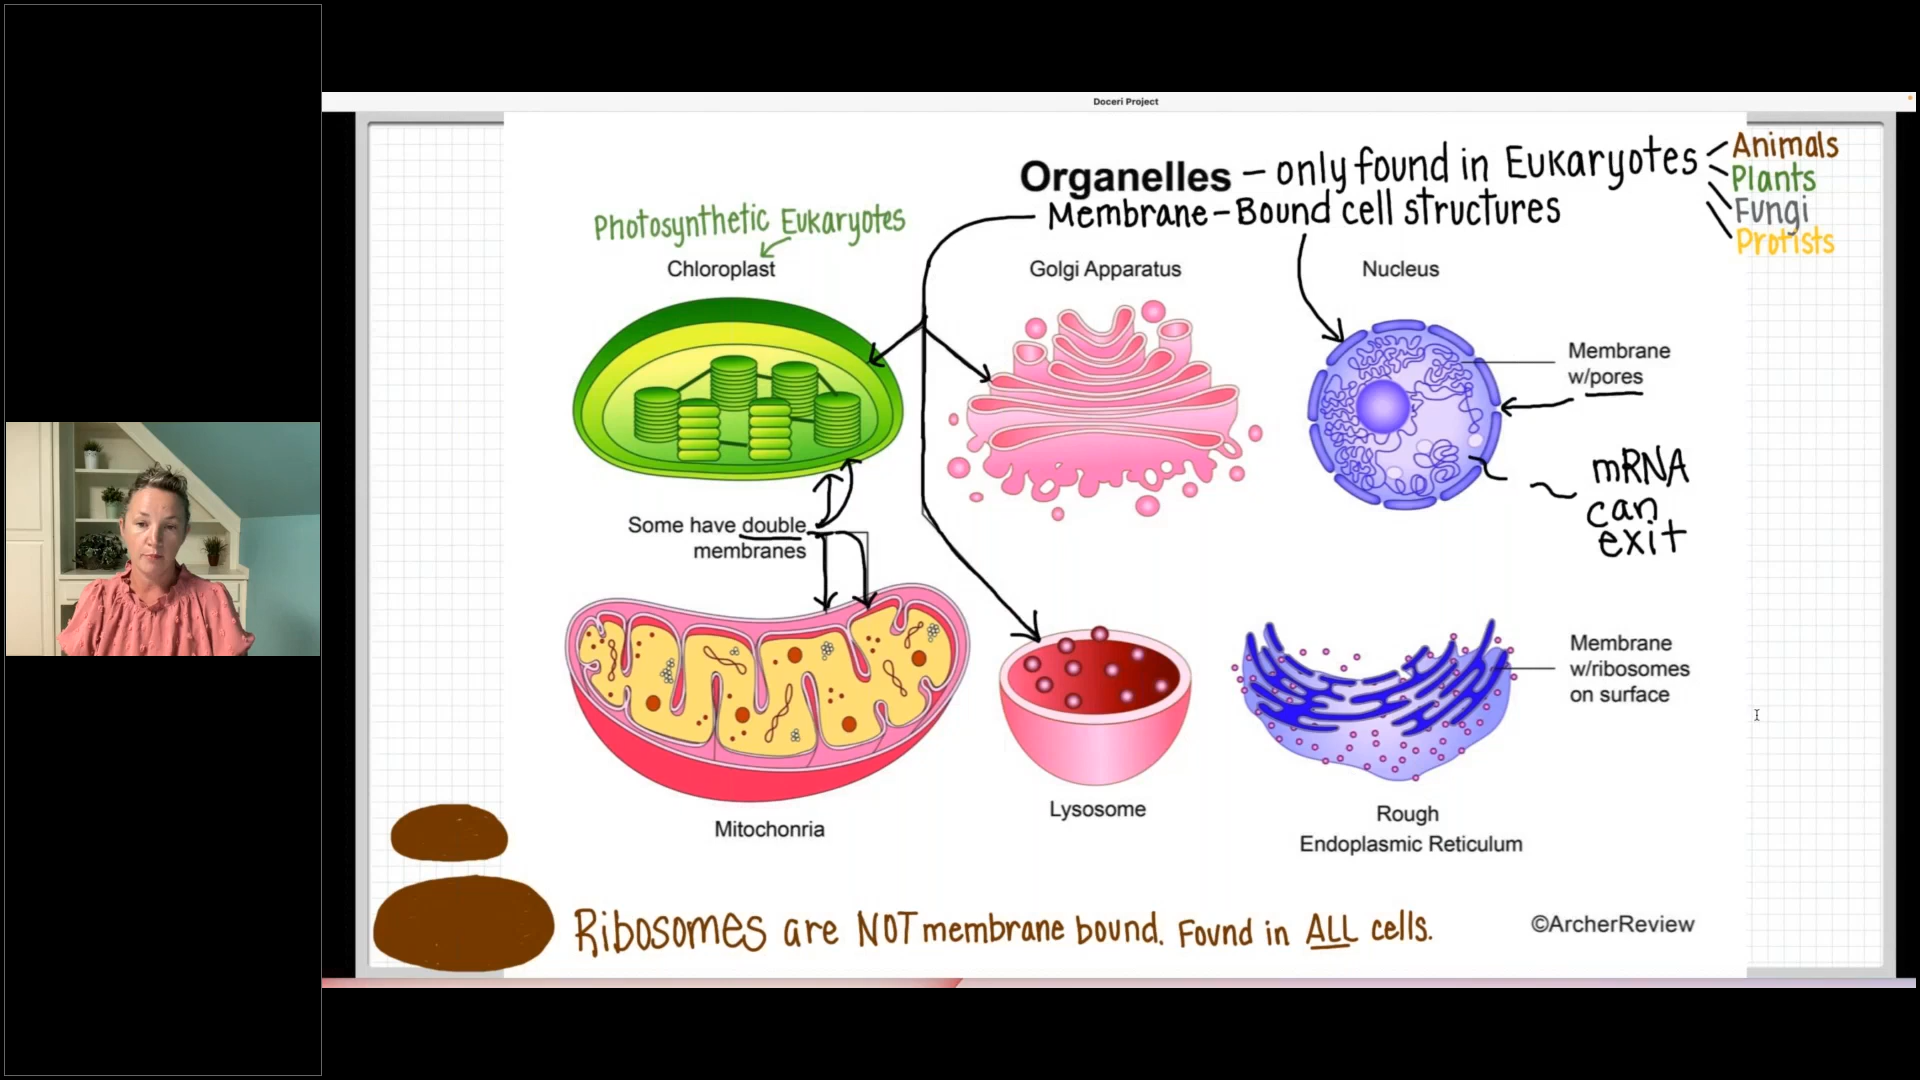 Doceri Project
Organelles - only found in Eukaryotes
Animals
Plants
Fungi
Protists
Membrane-Bound cell structures
Photosynthetic Eukaryotes
Chloroplast
Golgi Apparatus
Nucleus
Membrane
w/pores
mRNA
can
exit
Some have double
membranes
Membrane
w/ribosomes
on surface
Mitochonria
Lysosome
Rough
Endoplasmic Reticulum
Ribosomes are NOT membrane bound. Found in ALL cells.
©ArcherReview